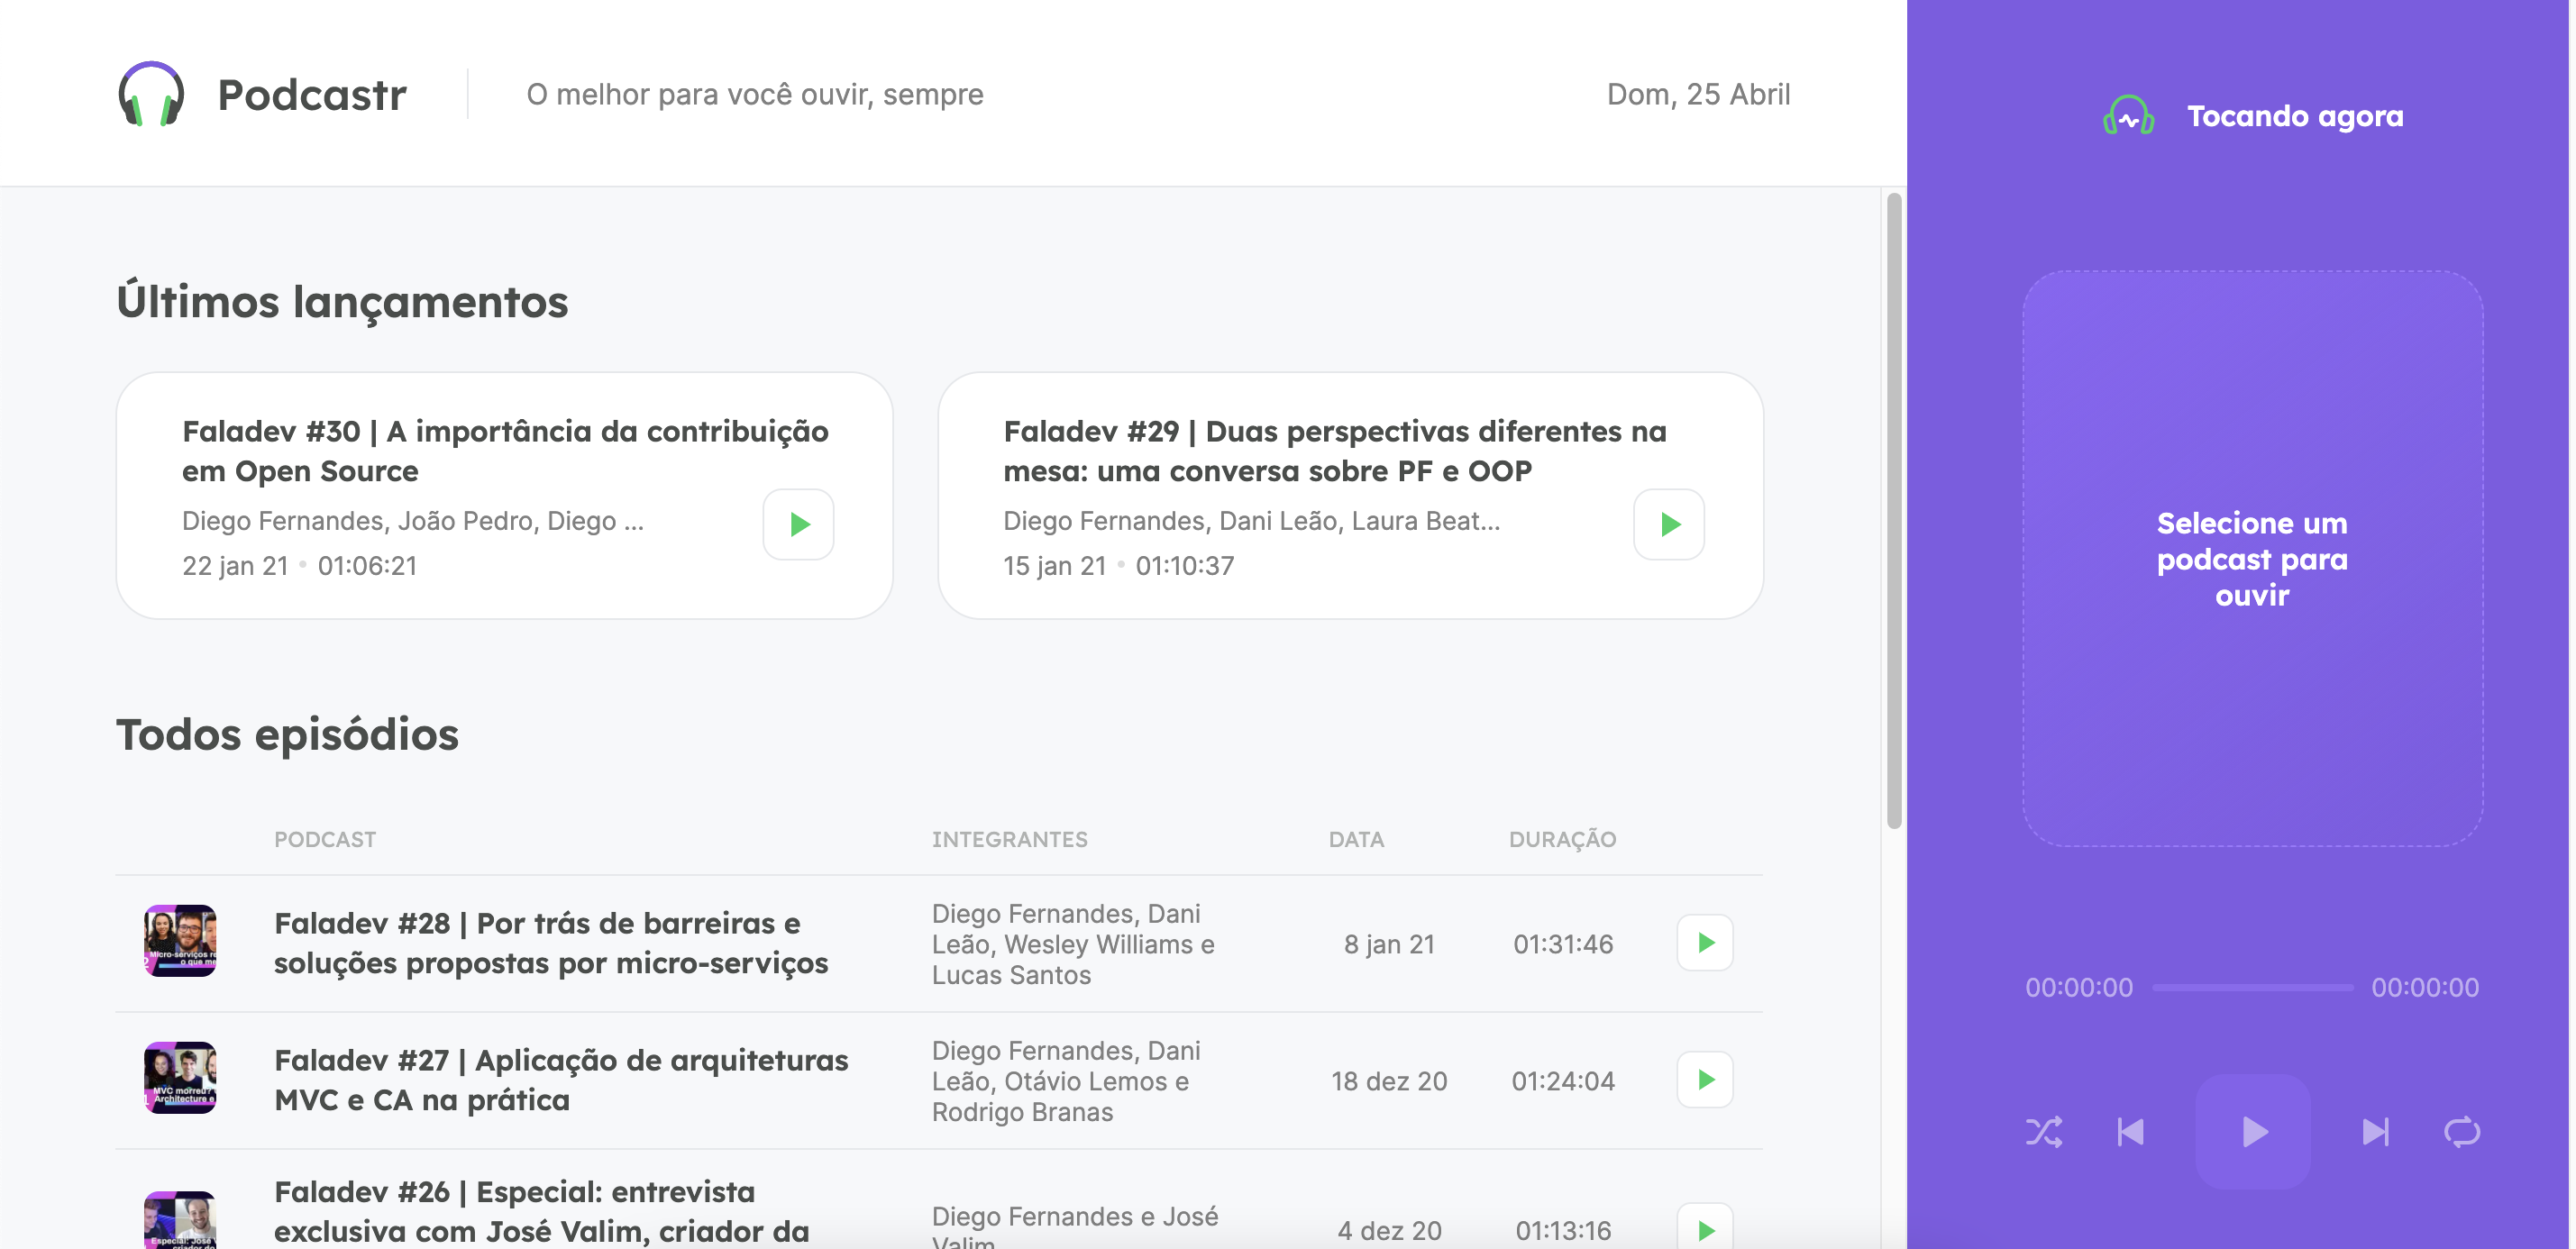 Podcastr
O melhor para você ouvir, sempre
Dom, 25 Abril
Últimos lançamentos
Faladev #30 | A importância da contribuição
em Open Source
Diego Fernandes, João Pedro, Diego ...
22 jan 21 • 01:06:21
Faladev #29 | Duas perspectivas diferentes na
mesa: uma conversa sobre PF e OOP
Diego Fernandes, Dani Leão, Laura Beat...
15 jan 21 • 01:10:37
Todos episódios
PODCAST INTEGRANTES DATA DURAÇÃO
Faladev #28 | Por trás de barreiras e
soluções propostas por micro-serviços
Diego Fernandes, Dani
Leão, Wesley Williams e
Lucas Santos
8 jan 21
01:31:46
Faladev #27 | Aplicação de arquiteturas
MVC e CA na prática
Diego Fernandes, Dani
Leão, Otávio Lemos e
Rodrigo Branas
18 dez 20
01:24:04
Faladev #26 | Especial: entrevista
exclusiva com José Valim, criador da
Diego Fernandes e José
Valim
4 dez 20
01:13:16
Tocando agora
Selecione um
podcast para
ouvir
00:00:00
00:00:00